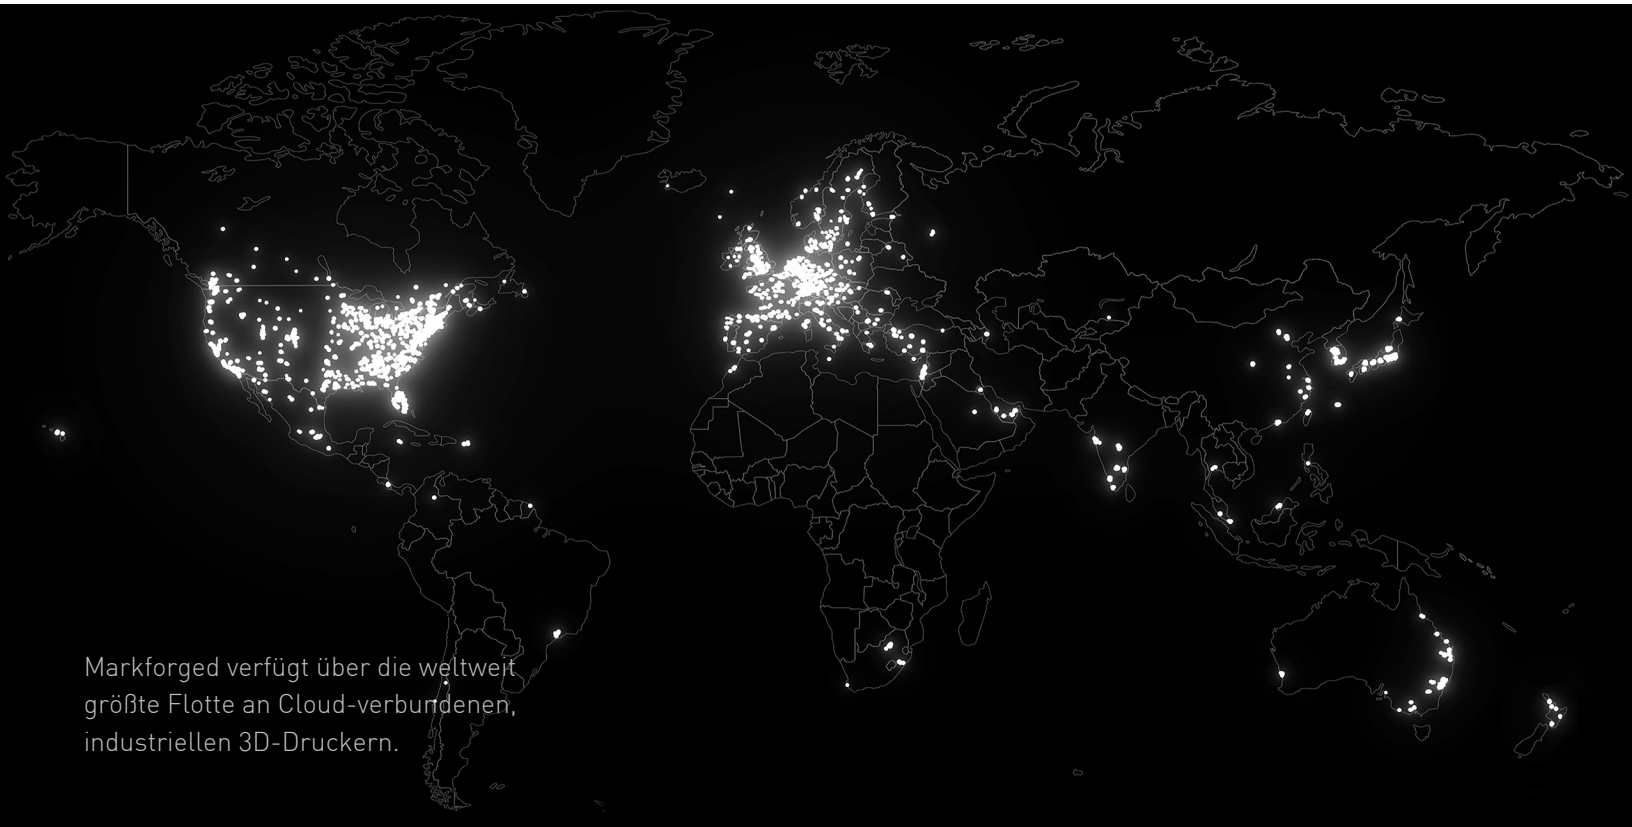 Markforged verfügt über die weltweit
größte Flotte an Cloud-verbundenen,
industriellen 3D-Druckern.